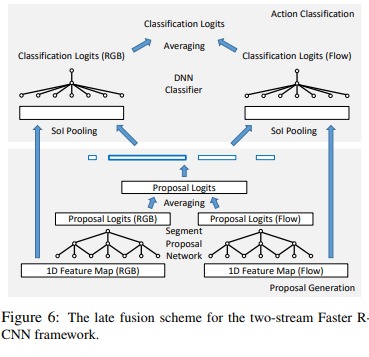 Action Classification
Classification Logits
Averaging
Classification Logits (RGB)
Classification Logits (Flow)
DNN
Classifier
SoI Pooling
SoI Pooling
Proposal Logits
Averaging
Proposal Logits (RGB)
Proposal Logits (Flow)
Segment
Proposal
Network
1D Feature Map (RGB)
1D Feature Map (Flow)
Proposal Generation
Figure 6: The late fusion scheme for the two-stream Faster R-
CNN framework.